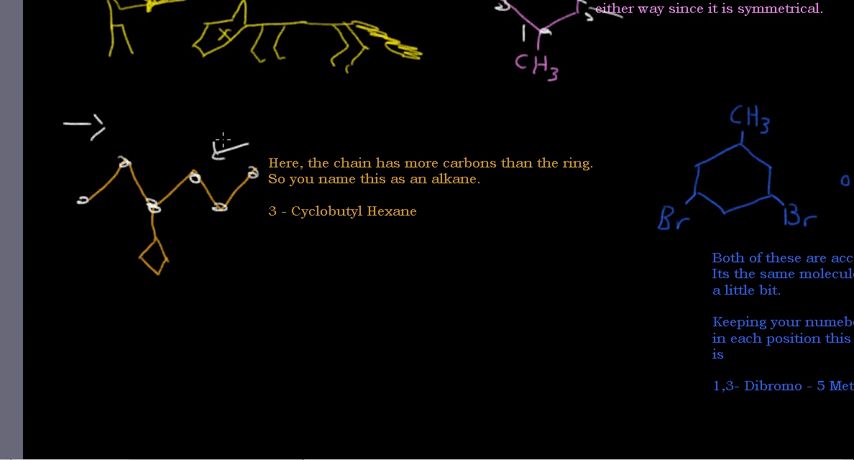 either way since it is symmetrical.
CH3
X
Here, the chain has more carbons than the ring.
So you name this as an alkane.
3 - Cyclobutyl Hexane
CH3
Br
Br
Both of these are acc
Its the same molecul
a little bit.
Keeping your numeb
in each position this
is
1,3- Dibromo - 5 Met